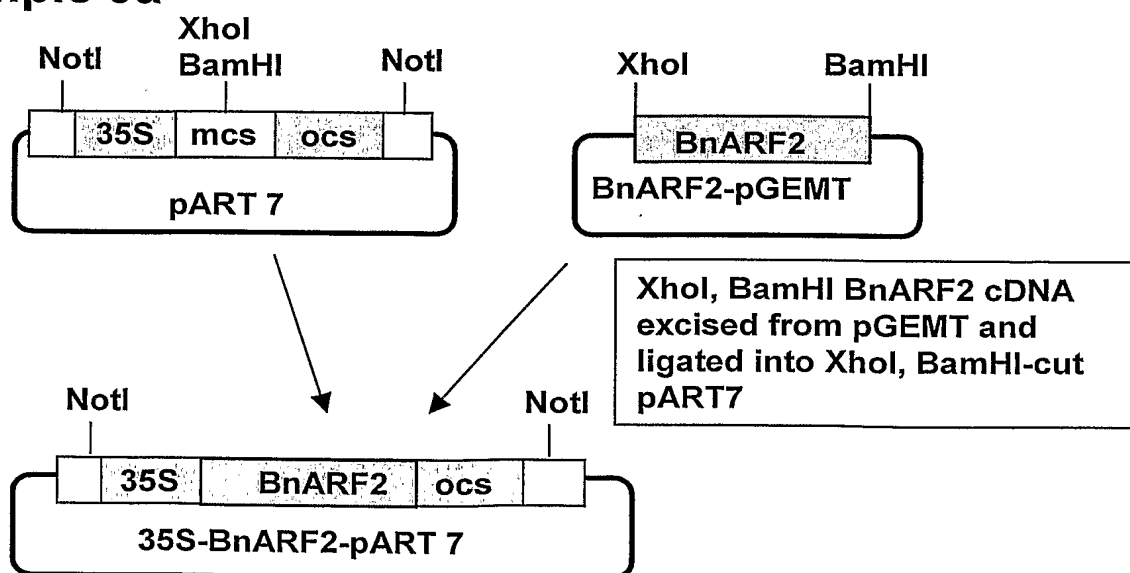 XhoI
NotI BamHI NotI
35S mcs ocs
pART 7
XhoI BamHI
BnARF2
BnARF2-pGEMT
XhoI, BamHI BnARF2 cDNA
excised from pGEMT and
ligated into XhoI, BamHI-cut
pART7
NotI NotI
35S BnARF2 ocs
35S-BnARF2-pART 7